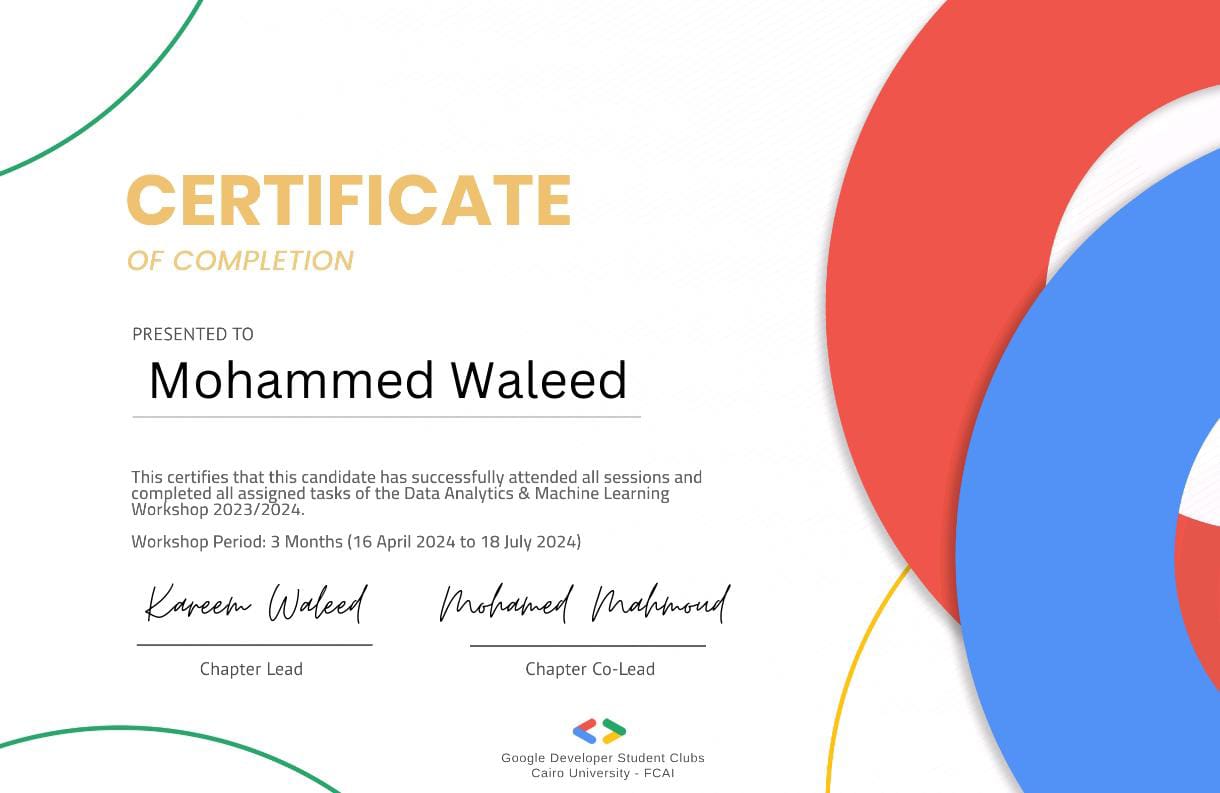 CERTIFICATE
OF COMPLETION
PRESENTED TO
Mohammed Waleed
This certifies that this candidate has successfully attended all sessions and
completed all assigned tasks of the Data Analytics & Machine Learning
Workshop 2023/2024.
Workshop Period: 3 Months (16 April 2024 to 18 July 2024)
Kareem Waleed
Mohamed Mahmoud
Chapter Lead
Chapter Co-Lead
Google Developer Student Clubs
Cairo University - FCAI